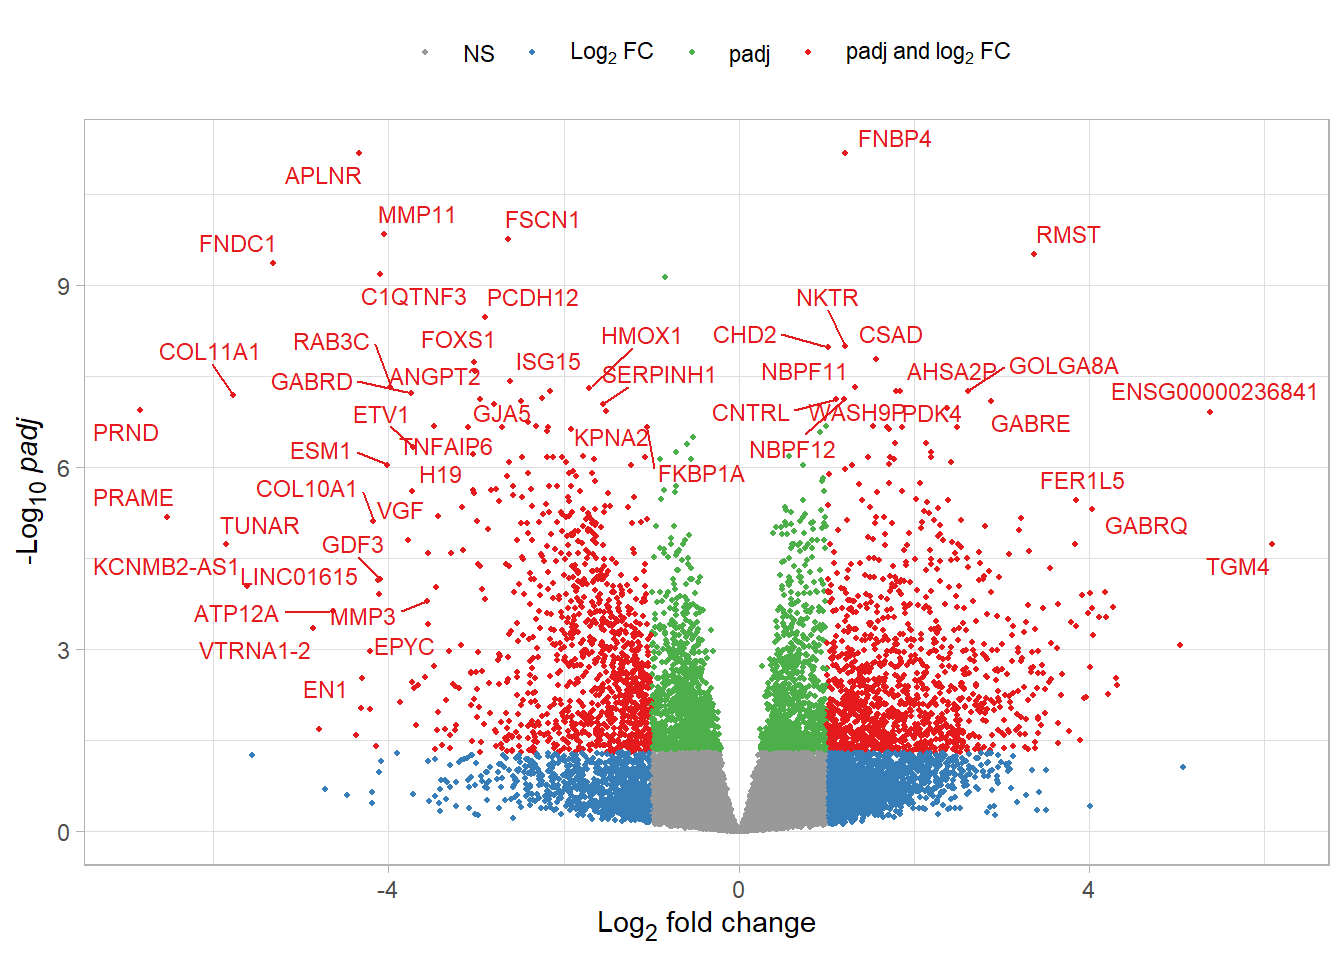 NS Log2 FC padj padj and log2 FC
FNBP4
APLNR
MMP11
FSCN1
RMST
FNDC1
C1QTNF3
PCDH12
NKTR
RAB3C
FOXS1
HMOX1
CHD2
CSAD
COL11A1
ISG15
GABRD
ANGPT2
SERPINH1
NBPF11
AHSA2P
GOLGA8A
ENSG00000236841
ETV1
GJA5
CNTRL
WASH9P
PDK4
GABRE
PRND
TNFAIP6
KPNA2
NBPF12
ESM1
H19
FKBP1A
FER1L5
COL10A1
PRAME
VGF
TUNAR
GABRQ
GDF3
KCNMB2-AS1
LINC01615
TGM4
ATP12A
MMP3
VTRNA1-2
EPYC
EN1
9
6
3
0
-4
0
4
-Log10 padj
Log2 fold change